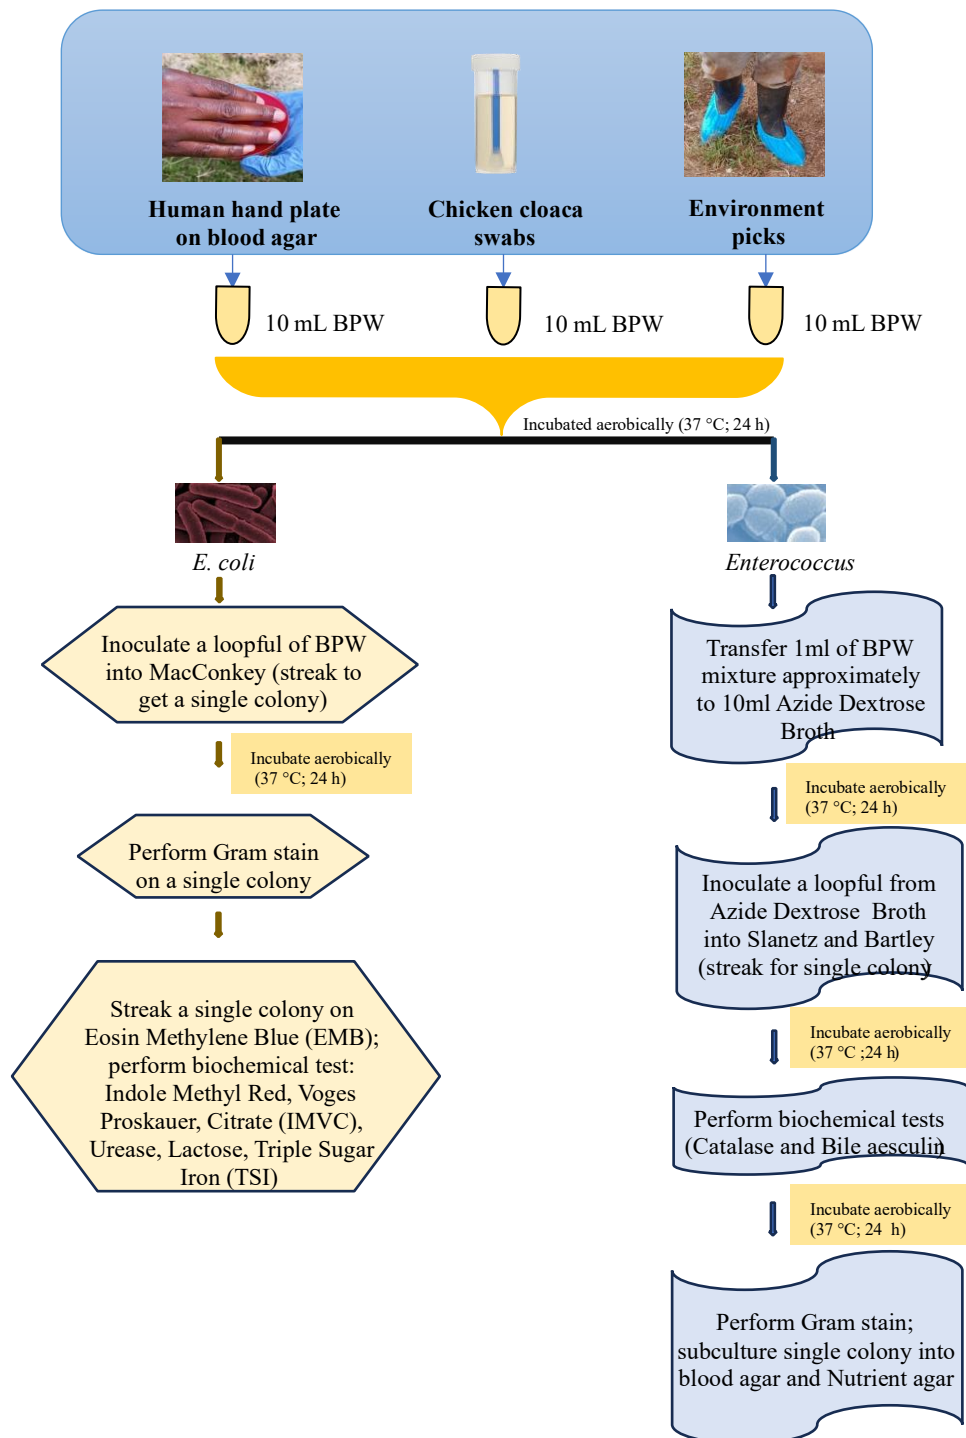 Human hand plate
on blood agar
Chicken cloaca
swabs
Environment
picks
10 mL BPW
10 mL BPW
10 mL BPW
Incubated aerobically (37 °C; 24 h)
E. coli
Inoculate a loopful of BPW
into MacConkey (streak to
get a single colony)
Incubate aerobically
(37 °C; 24 h)
Perform Gram stain
on a single colony
Streak a single colony on
Eosin Methylene Blue (EMB);
perform biochemical test:
Indole Methyl Red, Voges
Proskauer, Citrate (IMVC),
Urease, Lactose, Triple Sugar
Iron (TSI)
Enterococcus
Transfer 1ml of BPW
mixture approximately
to 10ml Azide Dextrose
Broth
Incubate aerobically
(37 °C; 24 h)
Inoculate a loopful from
Azide Dextrose Broth
into Slanetz and Bartley
(streak for single colony)
Incubate aerobically
(37 °C ;24 h)
Perform biochemical tests
(Catalase and Bile aesculin)
Incubate aerobically
(37 °C; 24 h)
Perform Gram stain;
subculture single colony into
blood agar and Nutrient agar